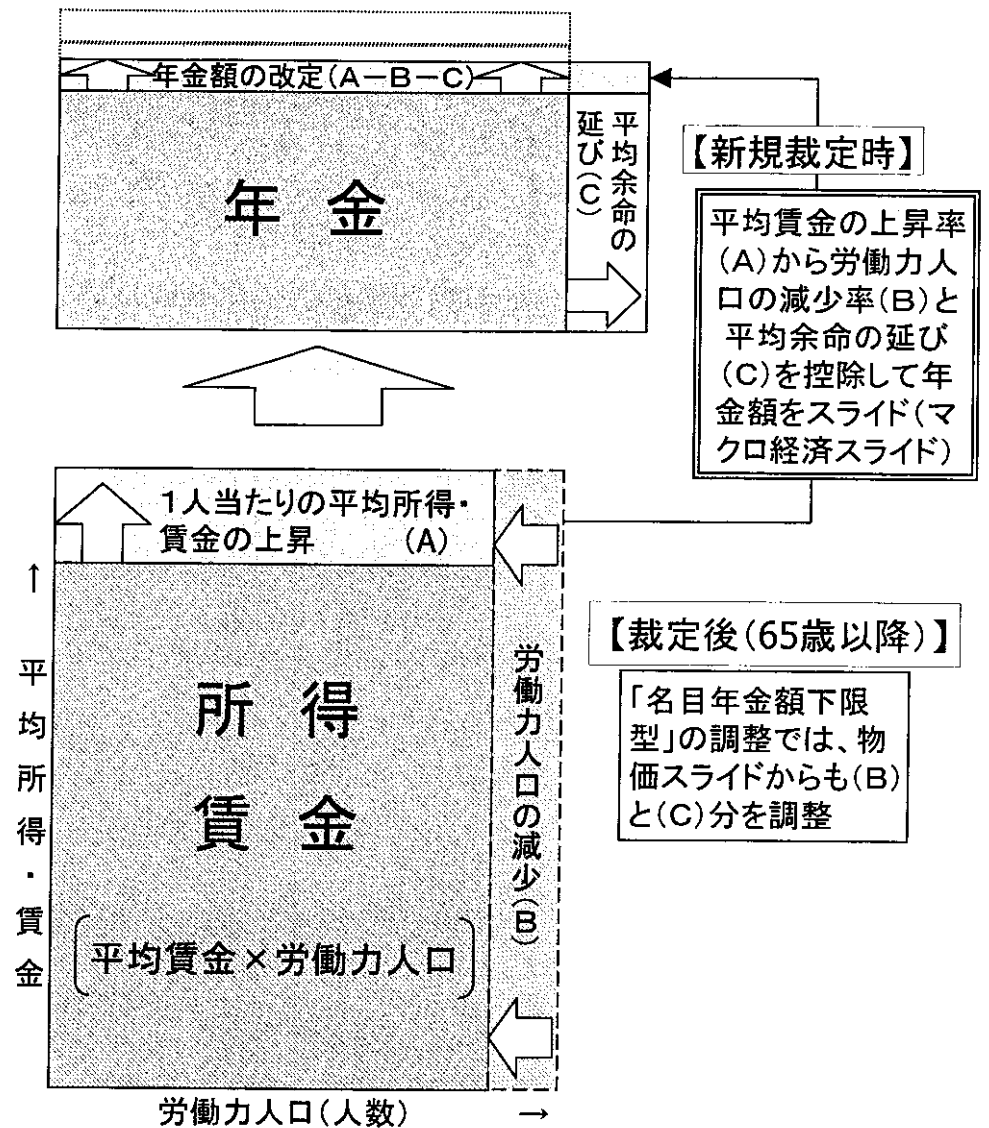 年金額の改定(A-B-C)
年 金
平均余命の
延び(C)
【新規裁定時】
平均賃金の上昇率
(A)から労働力人
口の減少率(B)と
平均余命の延び
(C)を控除して年
金額をスライド(マ
クロ経済スライド)
1人当たりの平均所得・
賃金の上昇 (A)
所 得
賃 金
平均賃金×労働力人口
労働力人口の減少(B)
↑ 平均所得・賃金
労働力人口(人数) →
【裁定後(65歳以降)】
「名目年金額下限
型」の調整では、物
価スライドからも(B)
と(C)分を調整